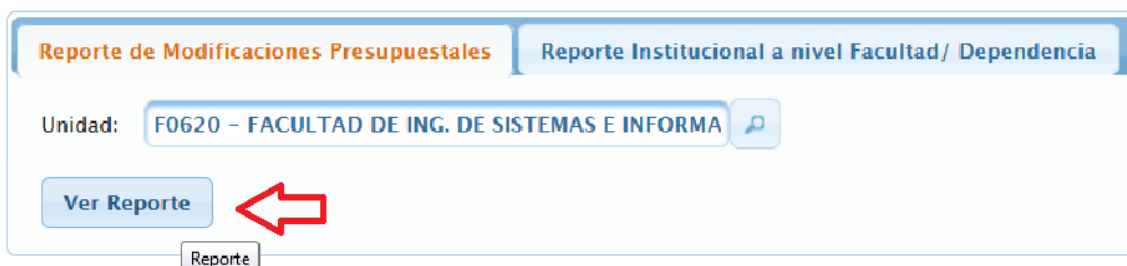 Reporte de Modificaciones Presupuestales
Reporte Institucional a nivel Facultad/ Dependencia
Unidad: F0620 - FACULTAD DE ING. DE SISTEMAS E INFORMA
Ver Reporte
Reporte